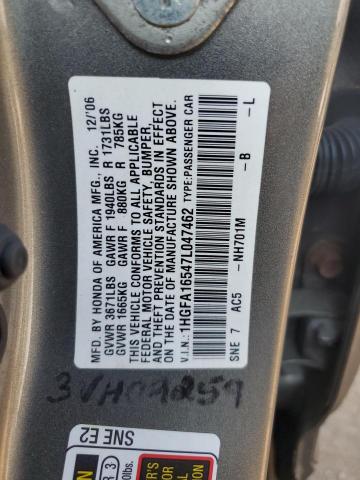 MFD. BY HONDA OF AMERICA MFG., INC. 12/'06
GVWR 3671LBS GAWR F 1940LBS R 1731LBS
GVWR 1665KG GAWR F 880KG R 785KG
THIS VEHICLE CONFORMS TO ALL APPLICABLE
FEDERAL MOTOR VEHICLE SAFETY, BUMPER,
AND THEFT PREVENTION STANDARDS IN EFFECT
ON THE DATE OF MANUFACTURE SHOWN ABOVE.
V.I.N.: 1HGFA16547L047462 TYPE:PASSENGER CAR
SNE 7 AC5 -NH701M -B -L
SNE E2